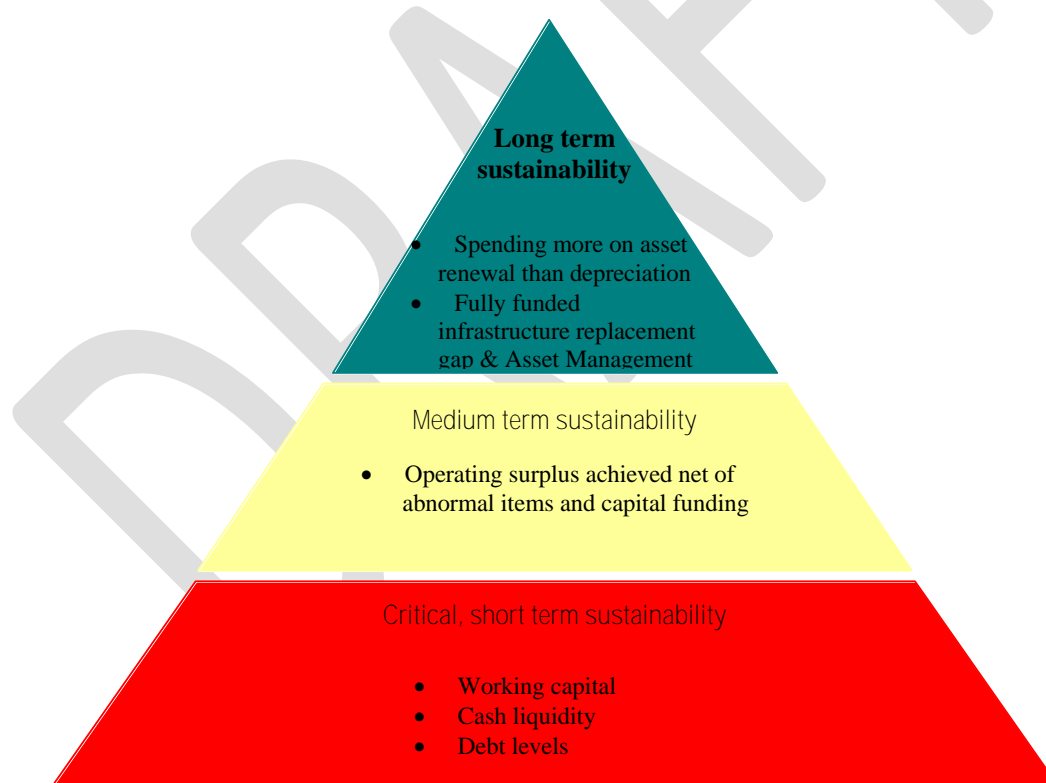 Long term
sustainability
• Spending more on asset
renewal than depreciation
• Fully funded
infrastructure replacement
gap & Asset Management
Medium term sustainability
• Operating surplus achieved net of
abnormal items and capital funding
Critical, short term sustainability
• Working capital
• Cash liquidity
• Debt levels